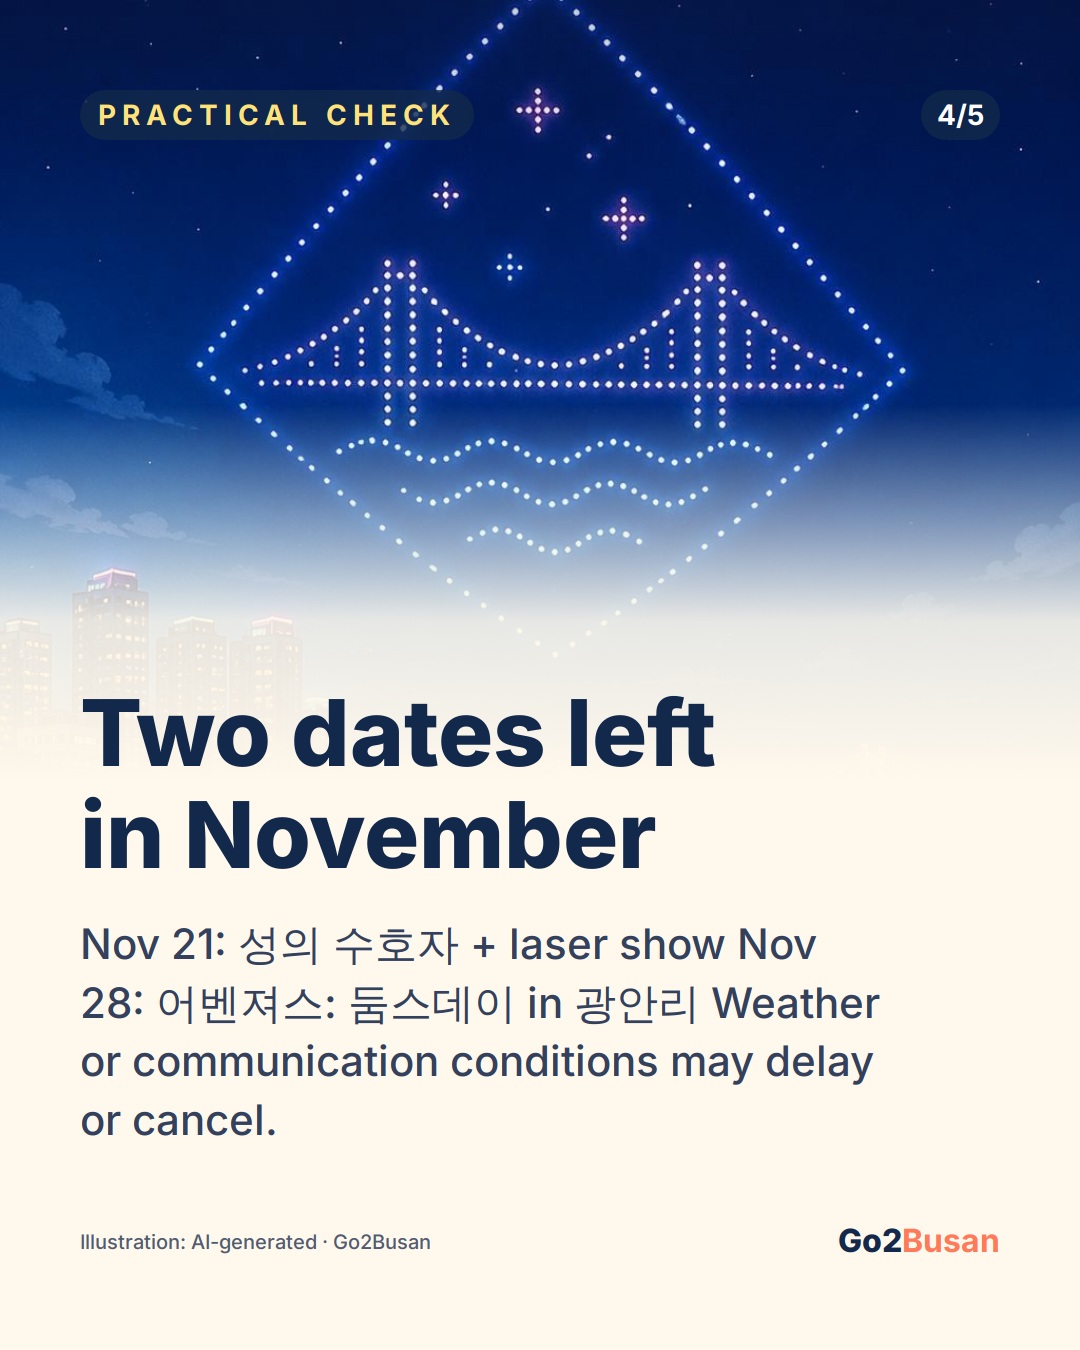 PRACTICAL CHECK
4/5
Two dates left
in November
Nov 21: 성의 수호자 + laser show Nov
28: 어벤져스: 둠스데이 in 광안리 Weather
or communication conditions may delay
or cancel.
Illustration: AI-generated · Go2Busan
Go2Busan